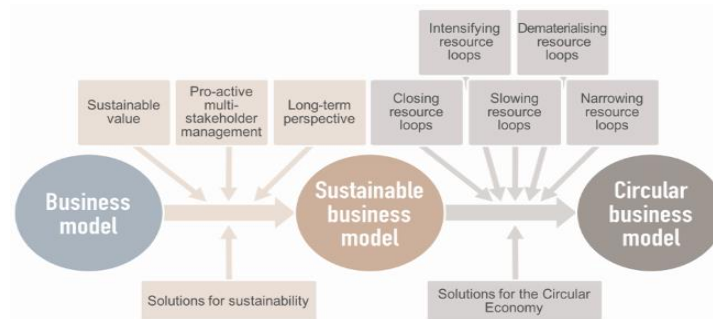 Intensifying
resource
loops
Dematerialising
resource
loops
Sustainable
value
Pro-active
multi-
stakeholder
management
Long-term
perspective
Closing
resource
loops
Slowing
resource
loops
Narrowing
resource
loops
Business
model
Sustainable
business
model
Circular
business
model
Solutions for sustainability
Solutions for the Circular
Economy